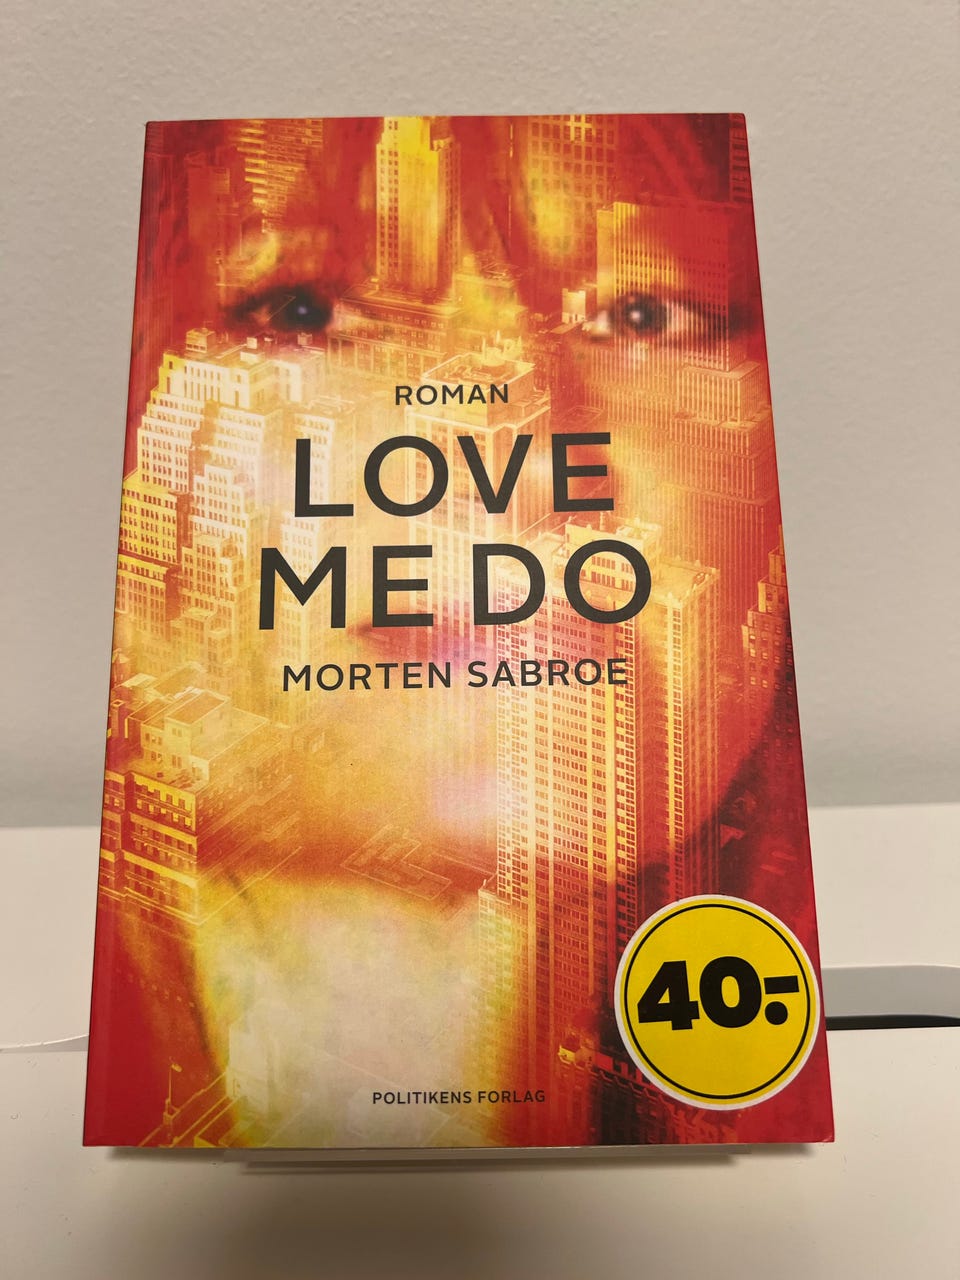 ROMAN
LOVE
ME DO
MORTEN SABROE
POLITIKENS FORLAG
40.-